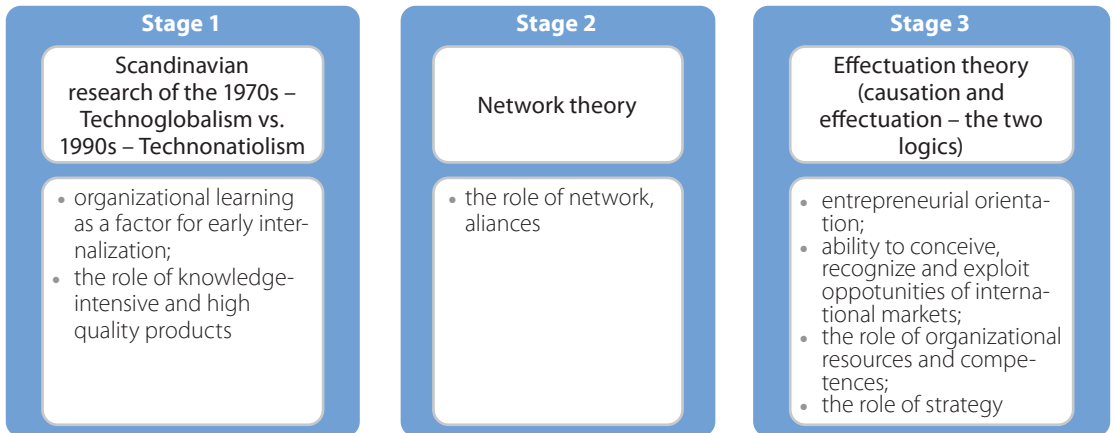 Stage 1
Scandinavian
research of the 1970s –
Technoglobalism vs.
1990s – Technonatiolism
• organizational learning
as a factor for early inter-
nalization;
• the role of knowledge-
intensive and high
quality products
Stage 2
Network theory
• the role of network,
aliances
Stage 3
Effectuation theory
(causation and
effectuation – the two
logics)
• entrepreneurial orienta-
tion;
• ability to conceive,
recognize and exploit
oppotunities of interna-
tional markets;
• the role of organizational
resources and compe-
tences;
• the role of strategy